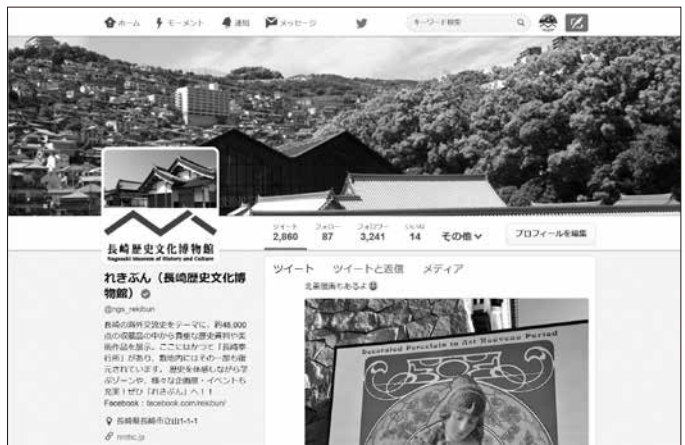 ホーム モーメント 通知 メッセージ キーワード検索
長崎歴史文化博物館
Nagasaki Museum of History and Culture
ツイート フォロー フォロワー いいね
2,860 87 3,241 14 その他 プロフィールを編集
れきぶん（長崎歴史文化博
物館）
@ngs_rekibun
長崎の海外交流史をテーマに、約48,000
点の収蔵品の中から貴重な歴史資料や美
術作品を展示。ここにはかつて「長崎奉
行所」があり、敷地内にはその一部も復
元されています。歴史を体感しながら学
ぶゾーンや、様々な企画展・イベントも
充実！ぜひ「れきぶん」へ！！
Facebook：facebook.com/rekibun/
長崎県長崎市立山1-1-1
nmhc.jp
ツイート ツイートと返信 メディア
Decorated Porcelain in Art Nouveau Period